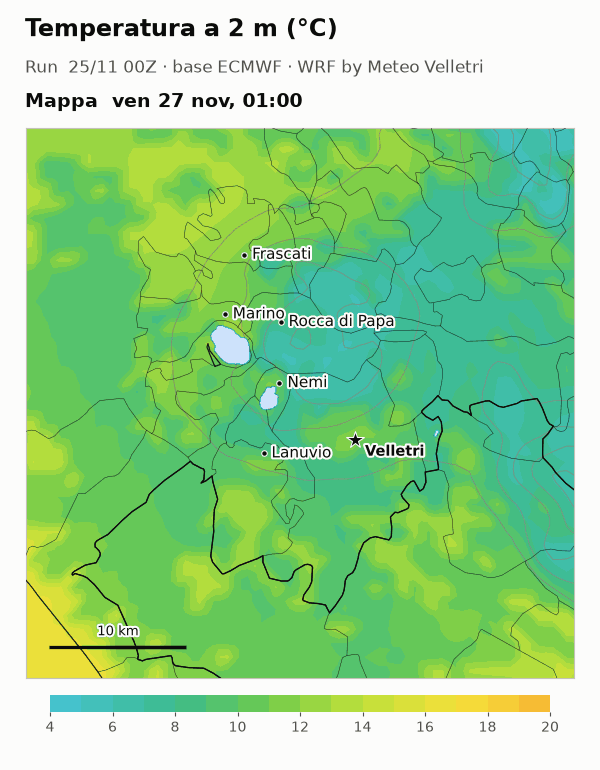 Temperatura a 2 m (°C)
Run  25/11 00Z · base ECMWF · WRF by Meteo Velletri
Mappa  ven 27 nov, 01:00
Frascati
Marino
Rocca di Papa
Nemi
Velletri
Lanuvio
10 km
4 6 8 10 12 14 16 18 20